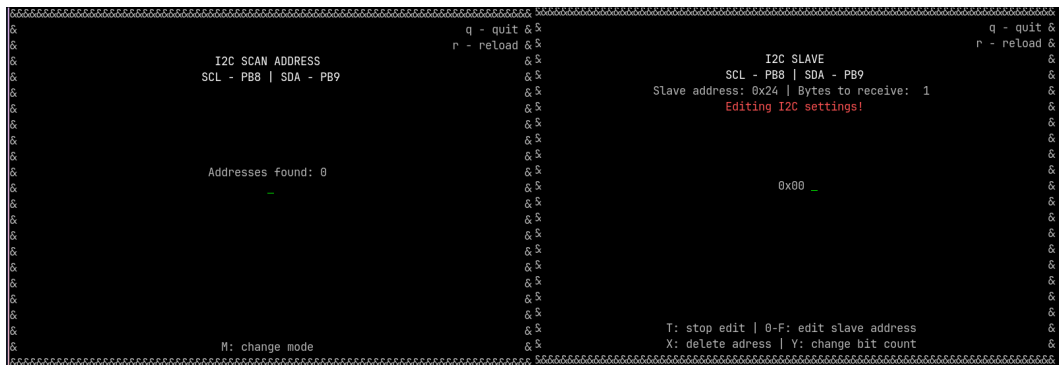 q - quit
r - reload
I2C SCAN ADDRESS
SCL - PB8 | SDA - PB9
Addresses found: 0
M: change mode
q - quit
r - reload
I2C SLAVE
SCL - PB8 | SDA - PB9
Slave address: 0x24 | Bytes to receive: 1
Editing I2C settings!
0x00 _
T: stop edit | 0-F: edit slave address
X: delete adress | Y: change bit count